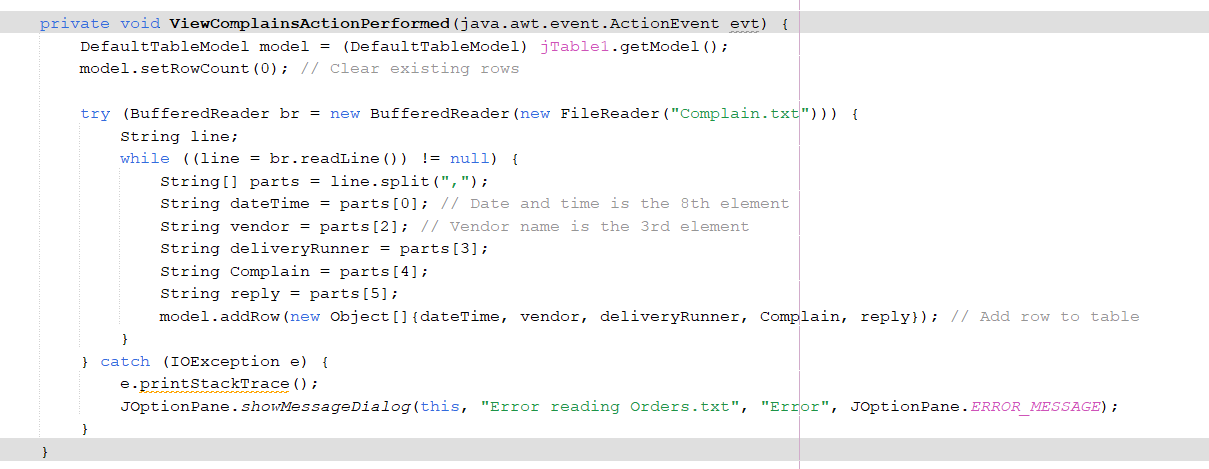 private void ViewComplainsActionPerformed(java.awt.event.ActionEvent evt) {
    DefaultTableModel model = (DefaultTableModel) jTable1.getModel();
    model.setRowCount(0); // Clear existing rows

    try (BufferedReader br = new BufferedReader(new FileReader("Complain.txt"))) {
        String line;
        while ((line = br.readLine()) != null) {
            String[] parts = line.split(",");
            String dateTime = parts[0]; // Date and time is the 8th element
            String vendor = parts[2]; // Vendor name is the 3rd element
            String deliveryRunner = parts[3];
            String Complain = parts[4];
            String reply = parts[5];
            model.addRow(new Object[]{dateTime, vendor, deliveryRunner, Complain, reply}); // Add row to table
        }
    } catch (IOException e) {
        e.printStackTrace();
        JOptionPane.showMessageDialog(this, "Error reading Orders.txt", "Error", JOptionPane.ERROR_MESSAGE);
    }
}